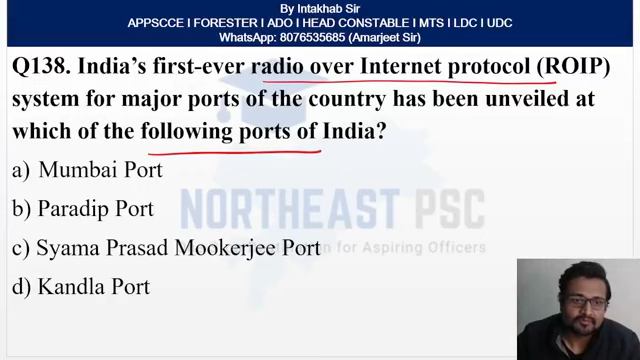 By Intakhab Sir
APPSCCE I FORESTER I ADO I HEAD CONSTABLE I MTS I LDC I UDC
WhatsApp: 8076535685 (Amarjeet Sir)
Q138. India's first-ever radio over Internet protocol (ROIP)
system for major ports of the country has been unveiled at
which of the following ports of India?
a) Mumbai Port
b) Paradip Port
NORTHEAST PSC
c) Syama Prasad Mookerjee Port
for Aspiring Officers
d) Kandla Port